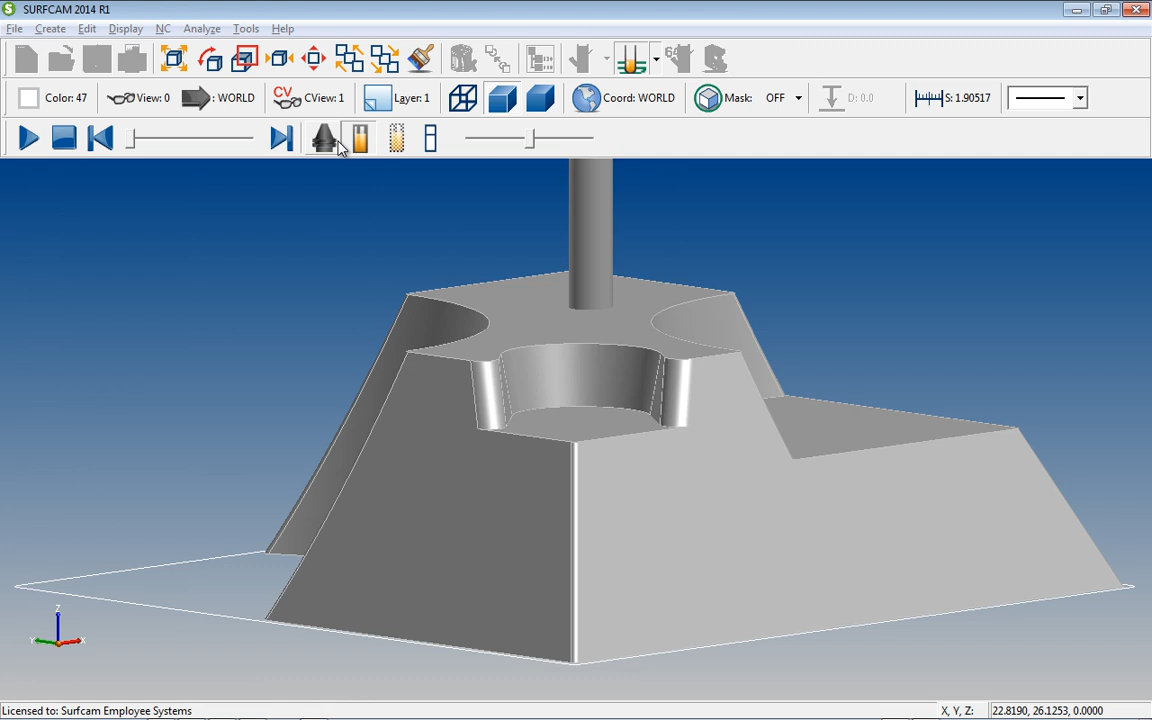 S SURFCAM 2014 R1
File Create Edit Display NC Analyze Tools Help
Color: 47 View: 0 : WORLD CV CView: 1 Layer: 1 Coord: WORLD Mask: OFF D: 0.0 S: 1.90517
Z
Y X
Licensed to: Surfcam Employee Systems X, Y, Z: 22.8190, 26.1253, 0.0000